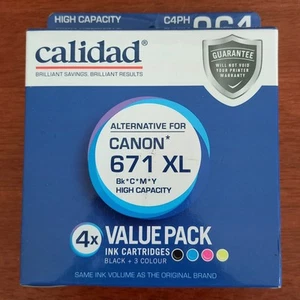 HIGH CAPACITY
C4PH
calidad®
BRILLIANT SAVINGS. BRILLIANT RESULTS
GUARANTEE
WILL NOT VOID
YOUR PRINTER
WARRANTY
ALTERNATIVE FOR
CANON*
671 XL
Bk*C*M*Y
HIGH CAPACITY
4x
VALUE PACK
INK CARTRIDGES
BLACK + 3 COLOUR
SAME INK VOLUME AS THE ORIGINAL BRAND